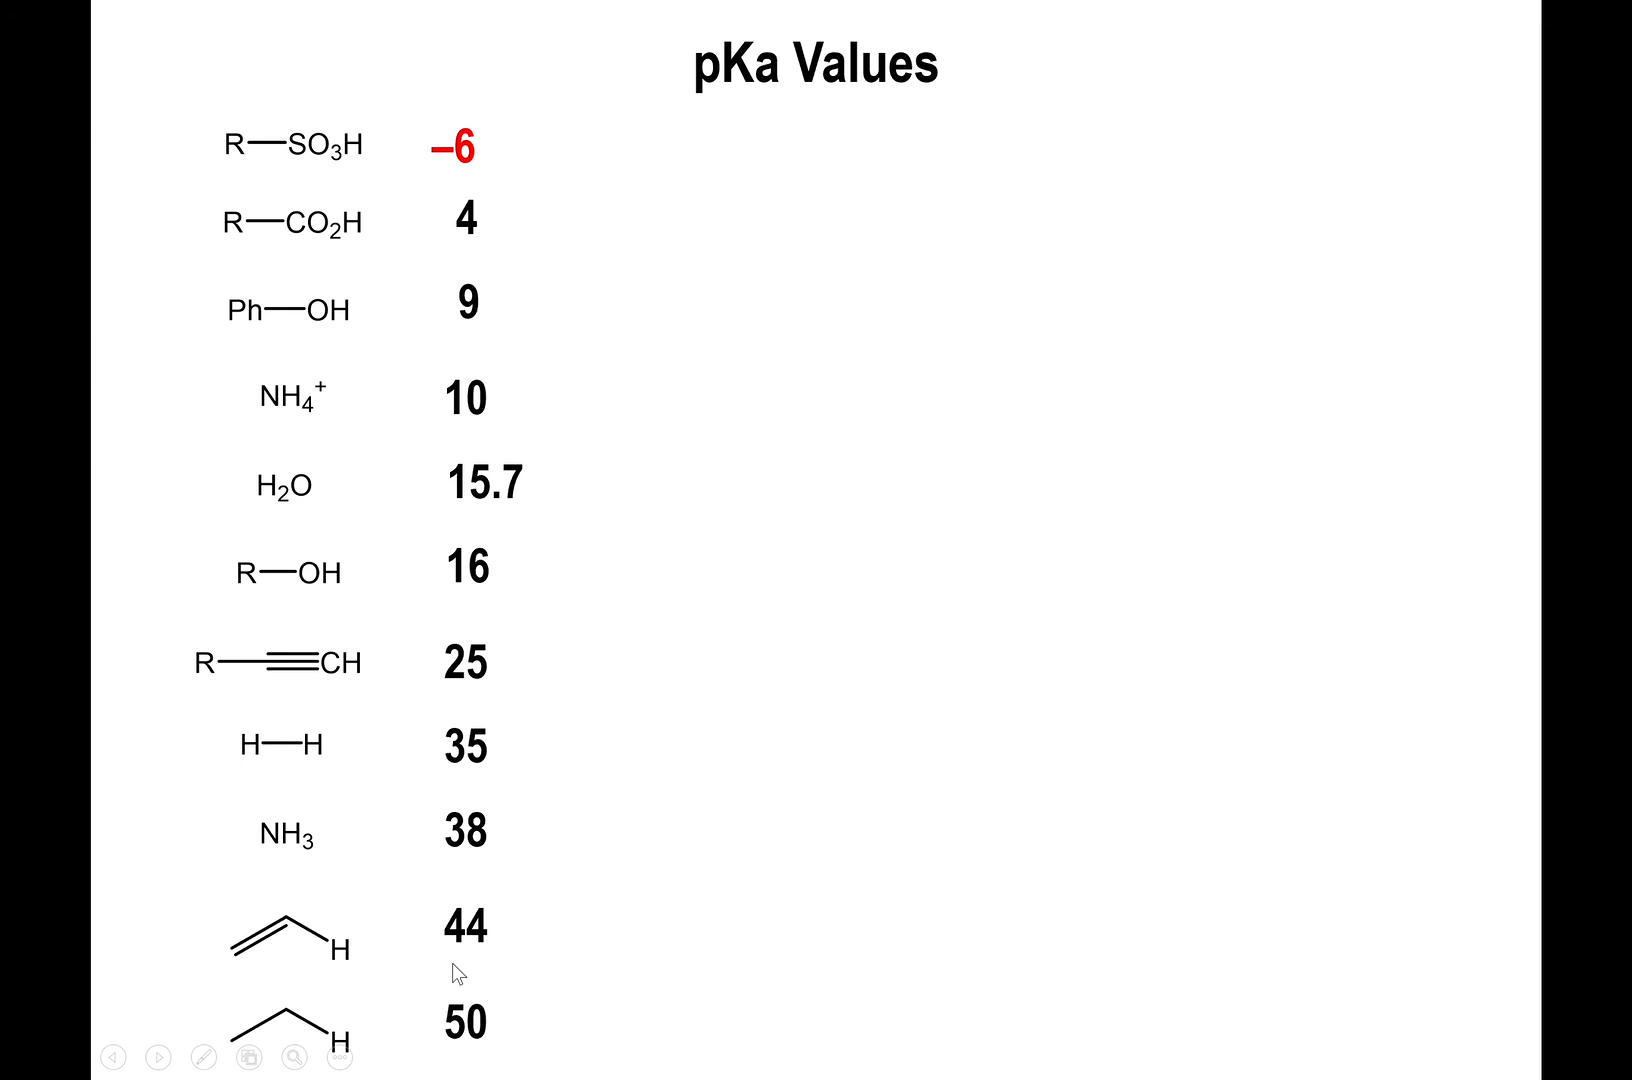 pKa Values
R—SO₃H –6
R—CO₂H 4
Ph—OH 9
NH₄⁺ 10
H₂O 15.7
R—OH 16
R—≡CH 25
H—H 35
NH₃ 38
H 44
H 50